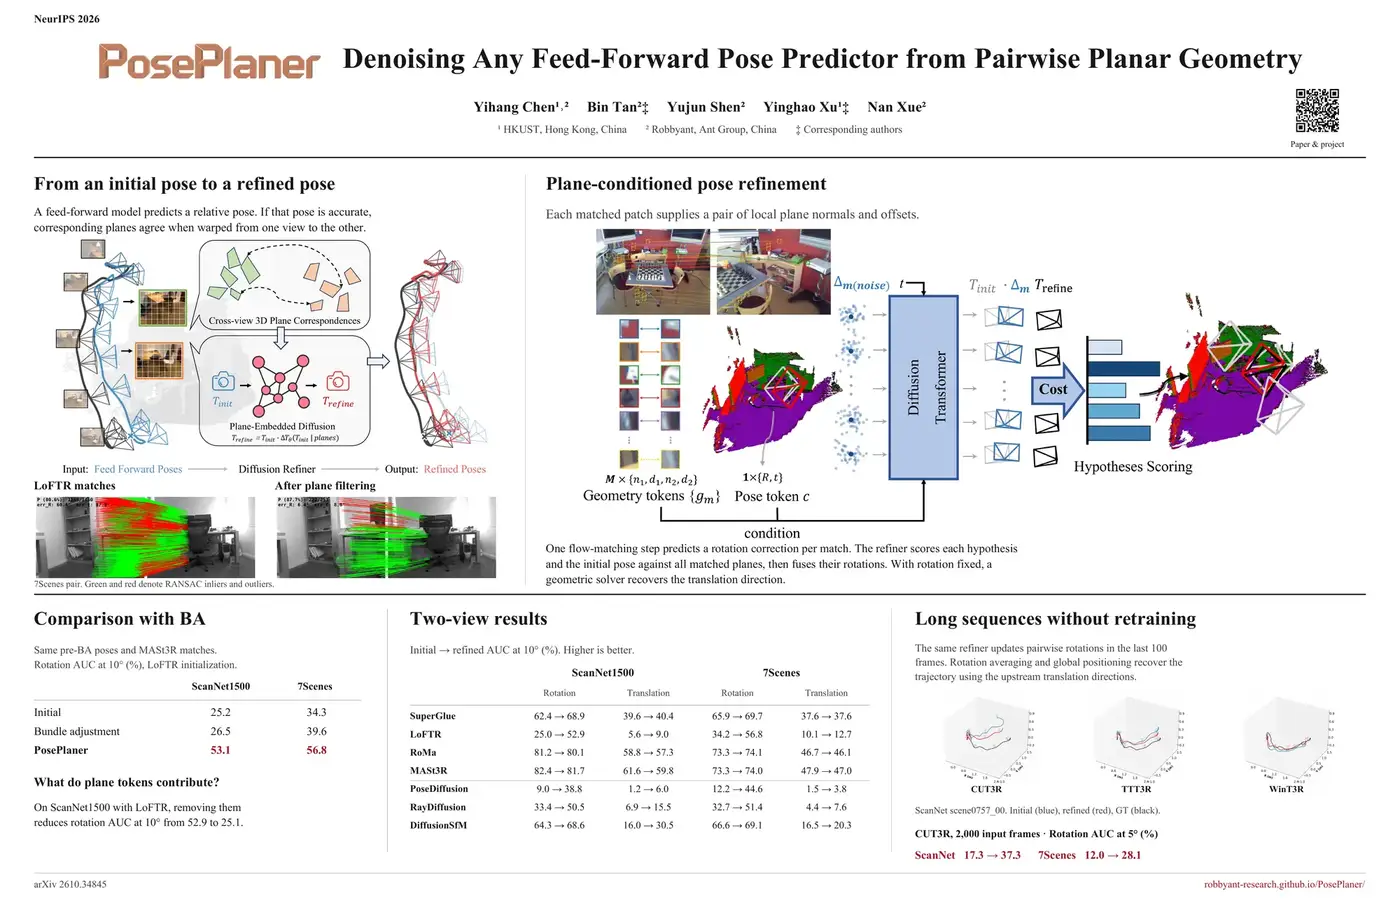 NeurIPS 2026
PosePlaner
Denoising Any Feed-Forward Pose Predictor from Pairwise Planar Geometry
Yihang Chen¹,² Bin Tan²‡ Yujun Shen² Yinghao Xu¹‡ Nan Xue²
¹ HKUST, Hong Kong, China ² Robbyant, Ant Group, China ‡ Corresponding authors
Paper & project
From an initial pose to a refined pose
A feed-forward model predicts a relative pose. If that pose is accurate,
corresponding planes agree when warped from one view to the other.
Cross-view 3D Plane Correspondences
T_init
T_refine
Plane-Embedded Diffusion
T_refine = T_init · ΔT_θ(T_init | planes)
Input: Feed Forward Poses
Diffusion Refiner
Output: Refined Poses
LoFTR matches
After plane filtering
7Scenes pair. Green and red denote RANSAC inliers and outliers.
Plane-conditioned pose refinement
Each matched patch supplies a pair of local plane normals and offsets.
Δ_m(noise) t
T_init · Δ_m T_refine
Diffusion
Transformer
Cost
Hypotheses Scoring
M × {n₁, d₁, n₂, d₂}
Geometry tokens {g_m}
1×{R, t}
Pose token c
condition
One flow-matching step predicts a rotation correction per match. The refiner scores each hypothesis
and the initial pose against all matched planes, then fuses their rotations. With rotation fixed, a
geometric solver recovers the translation direction.
Comparison with BA
Same pre-BA poses and MASt3R matches.
Rotation AUC at 10° (%), LoFTR initialization.
ScanNet1500 7Scenes
Initial 25.2 34.3
Bundle adjustment 26.5 39.6
PosePlaner 53.1 56.8
What do plane tokens contribute?
On ScanNet1500 with LoFTR, removing them
reduces rotation AUC at 10° from 52.9 to 25.1.
Two-view results
Initial → refined AUC at 10° (%). Higher is better.
ScanNet1500 7Scenes
Rotation Translation Rotation Translation
SuperGlue 62.4 → 68.9 39.6 → 40.4 65.9 → 69.7 37.6 → 37.6
LoFTR 25.0 → 52.9 5.6 → 9.0 34.2 → 56.8 10.1 → 12.7
RoMa 81.2 → 80.1 58.8 → 57.3 73.3 → 74.1 46.7 → 46.1
MASt3R 82.4 → 81.7 61.6 → 59.8 73.3 → 74.0 47.9 → 47.0
PoseDiffusion 9.0 → 38.8 1.2 → 6.0 12.2 → 44.6 1.5 → 3.8
RayDiffusion 33.4 → 50.5 6.9 → 15.5 32.7 → 51.4 4.4 → 7.6
DiffusionSfM 64.3 → 68.6 16.0 → 30.5 66.6 → 69.1 16.5 → 20.3
Long sequences without retraining
The same refiner updates pairwise rotations in the last 100
frames. Rotation averaging and global positioning recover the
trajectory using the upstream translation directions.
CUT3R
TTT3R
WinT3R
ScanNet scene0757_00. Initial (blue), refined (red), GT (black).
CUT3R, 2,000 input frames · Rotation AUC at 5° (%)
ScanNet 17.3 → 37.3 7Scenes 12.0 → 28.1
arXiv 2610.34845
robbyant-research.github.io/PosePlaner/